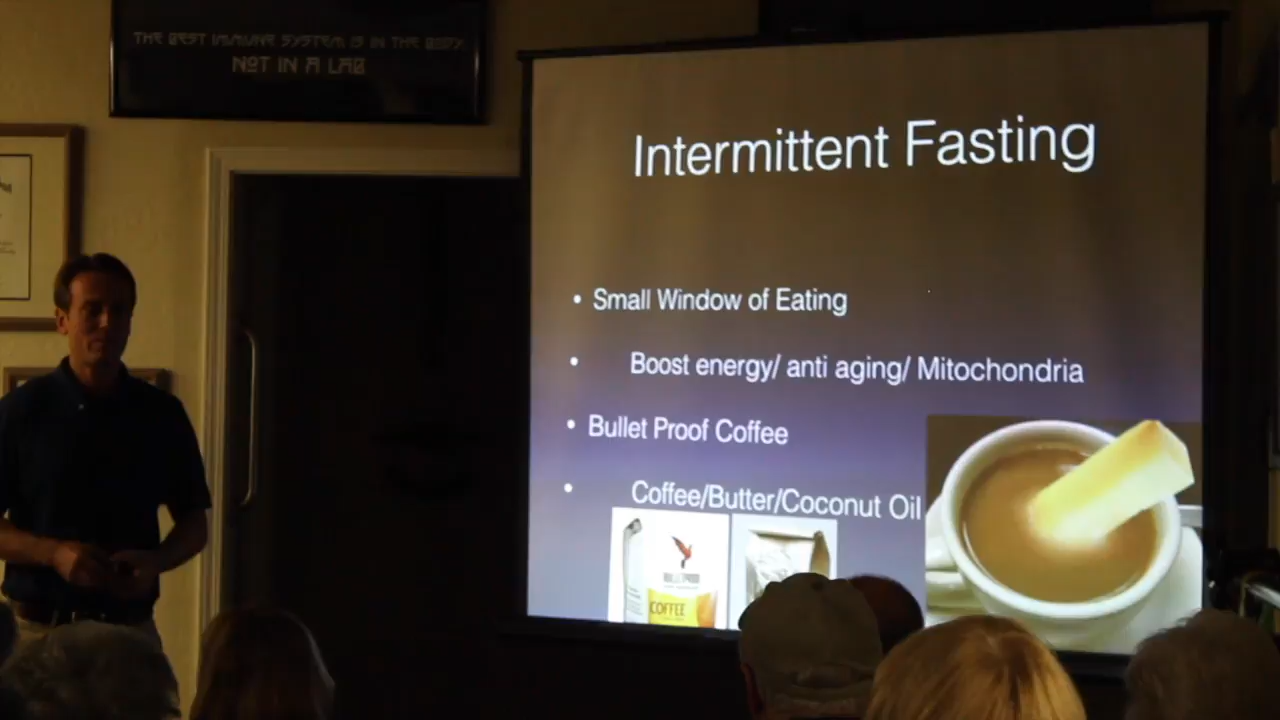 THE BEST IMMUNE SYSTEM IS IN THE BODY
NOT IN A LAB
Intermittent Fasting
• Small Window of Eating
• Boost energy/ anti aging/ Mitochondria
• Bullet Proof Coffee
• Coffee/Butter/Coconut Oil
BULLETPROOF
COFFEE